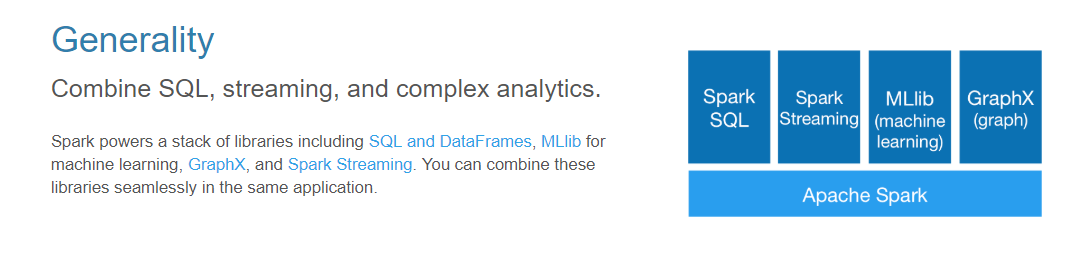 Generality
Combine SQL, streaming, and complex analytics.
Spark powers a stack of libraries including SQL and DataFrames, MLlib for
machine learning, GraphX, and Spark Streaming. You can combine these
libraries seamlessly in the same application.
Spark
SQL
Spark
Streaming
MLlib
(machine
learning)
GraphX
(graph)
Apache Spark